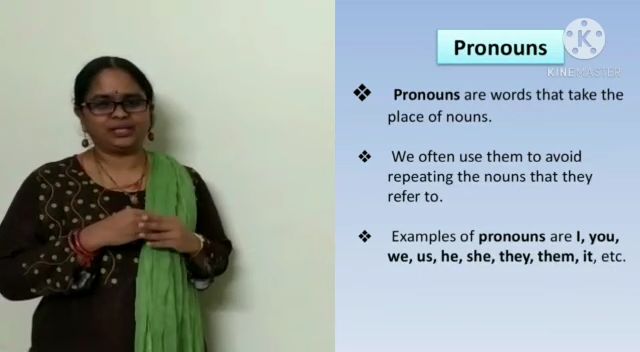 Pronouns
K
KINEMASTER
❖ Pronouns are words that take the
place of nouns.
❖ We often use them to avoid
repeating the nouns that they
refer to.
❖ Examples of pronouns are I, you,
we, us, he, she, they, them, it, etc.